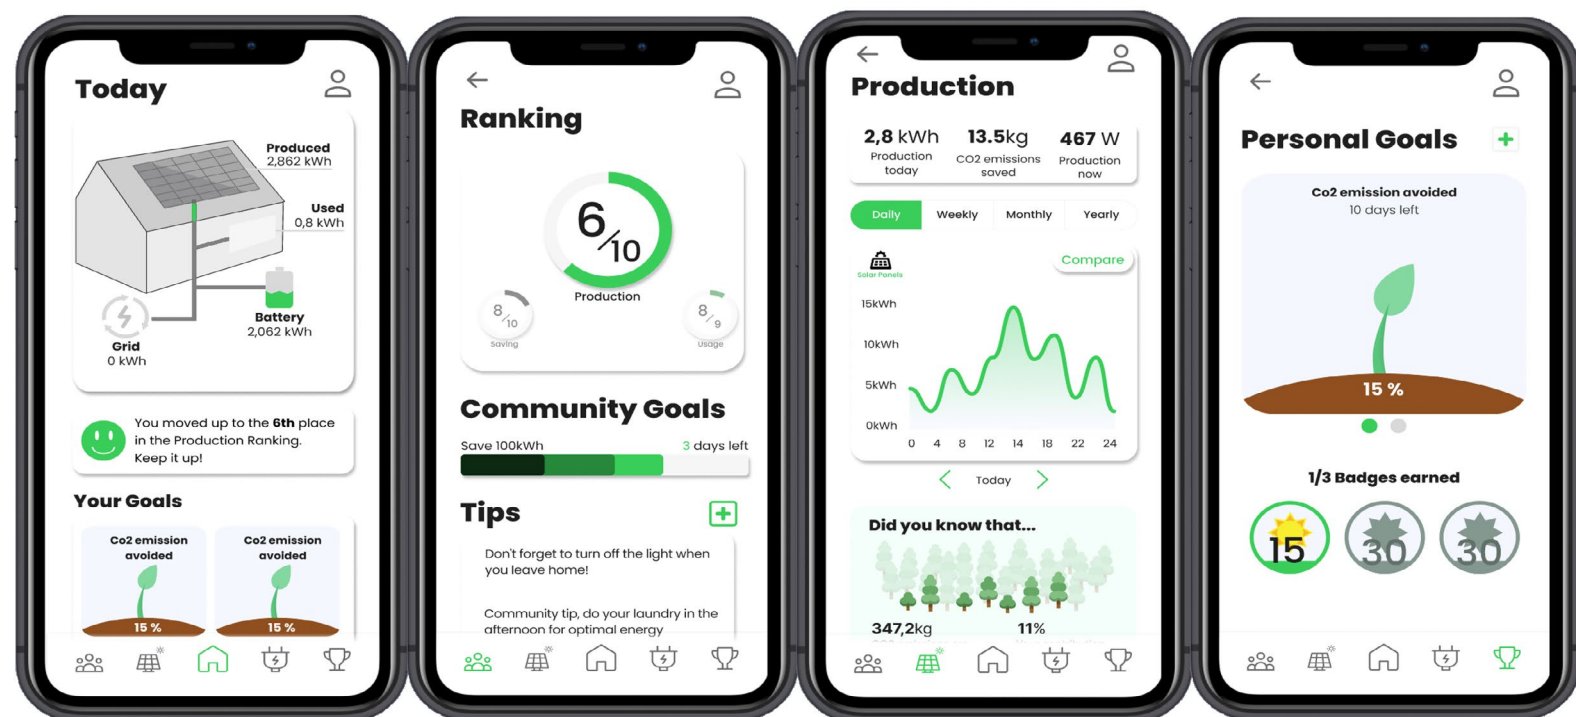 Today
Produced
2,862 kWh
Used
0,8 kWh
Battery
2,062 kWh
Grid
0 kWh
You moved up to the 6th place
in the Production Ranking.
Keep it up!
Your Goals
Co2 emission
avoided
15 %
Co2 emission
avoided
15 %
Ranking
6/10
Production
8/10
Saving
8/9
Usage
Community Goals
Save 100kWh
3 days left
Tips
Don't forget to turn off the light when
you leave home!
Community tip, do your laundry in the
afternoon for optimal energy
Production
2,8 kWh
Production
today
13.5kg
CO2 emissions
saved
467 W
Production
now
Daily
Weekly
Monthly
Yearly
Solar Panels
Compare
15kWh
10kWh
5kWh
0kWh
0 4 8 12 14 18 22 24
Today
Did you know that...
347,2kg
11%
Personal Goals
Co2 emission avoided
10 days left
15 %
1/3 Badges earned
15
30
30